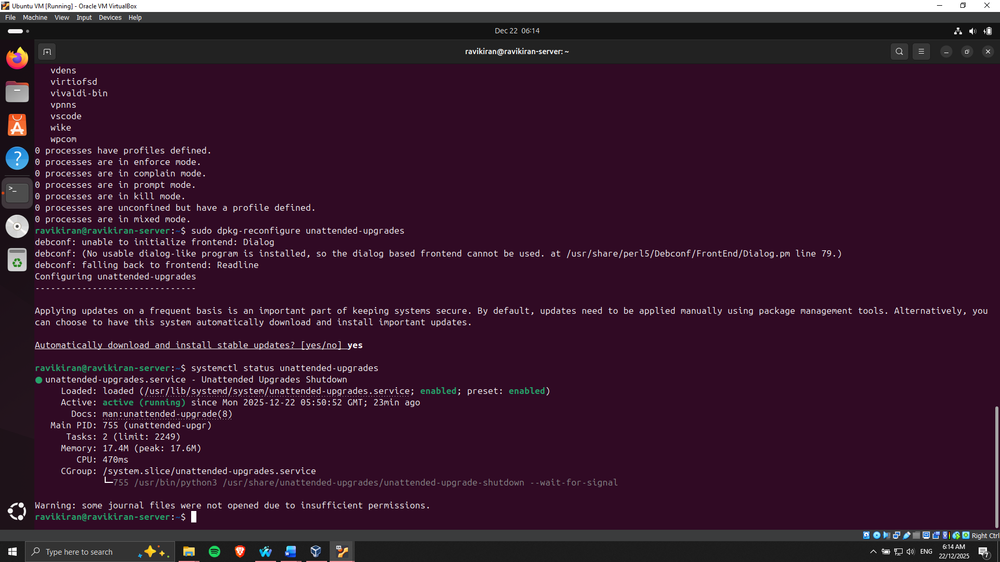 Ubuntu VM [Running] - Oracle VM VirtualBox
File Machine View Input Devices Help
Dec 22 06:14
ravikiran@ravikiran-server: ~
vdens
virtiofsd
vivaldi-bin
vpnns
vscode
wike
wpcom
0 processes have profiles defined.
0 processes are in enforce mode.
0 processes are in complain mode.
0 processes are in prompt mode.
0 processes are in kill mode.
0 processes are unconfined but have a profile defined.
0 processes are in mixed mode.
ravikiran@ravikiran-server:~$ sudo dpkg-reconfigure unattended-upgrades
debconf: unable to initialize frontend: Dialog
debconf: (No usable dialog-like program is installed, so the dialog based frontend cannot be used. at /usr/share/perl5/Debconf/FrontEnd/Dialog.pm line 79.)
debconf: falling back to frontend: Readline
Configuring unattended-upgrades
-------------------------------
Applying updates on a frequent basis is an important part of keeping systems secure. By default, updates need to be applied manually using package management tools. Alternatively, you
can choose to have this system automatically download and install important updates.
Automatically download and install stable updates? [yes/no] yes
ravikiran@ravikiran-server:~$ systemctl status unattended-upgrades
● unattended-upgrades.service - Unattended Upgrades Shutdown
Loaded: loaded (/usr/lib/systemd/system/unattended-upgrades.service; enabled; preset: enabled)
Active: active (running) since Mon 2025-12-22 05:50:52 GMT; 23min ago
Docs: man:unattended-upgrade(8)
Main PID: 755 (unattended-upgr)
Tasks: 2 (limit: 2249)
Memory: 17.4M (peak: 17.6M)
CPU: 470ms
CGroup: /system.slice/unattended-upgrades.service
└─755 /usr/bin/python3 /usr/share/unattended-upgrades/unattended-upgrade-shutdown --wait-for-signal
Warning: some journal files were not opened due to insufficient permissions.
ravikiran@ravikiran-server:~$
Right Ctrl
Type here to search
ENG
6:14 AM
22/12/2025
7